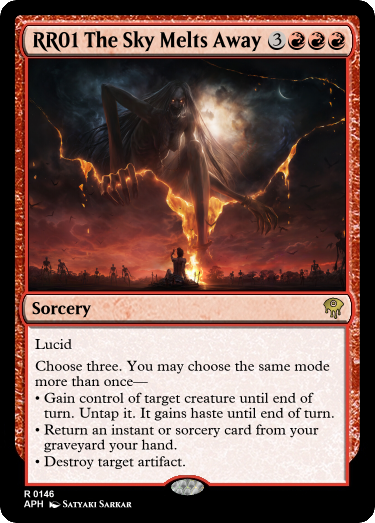 RR01 The Sky Melts Away 3
Sorcery
Lucid
Choose three. You may choose the same mode
more than once—
• Gain control of target creature until end of
turn. Untap it. It gains haste until end of turn.
• Return an instant or sorcery card from your
graveyard your hand.
• Destroy target artifact.
R 0146
APH Satyaki Sarkar